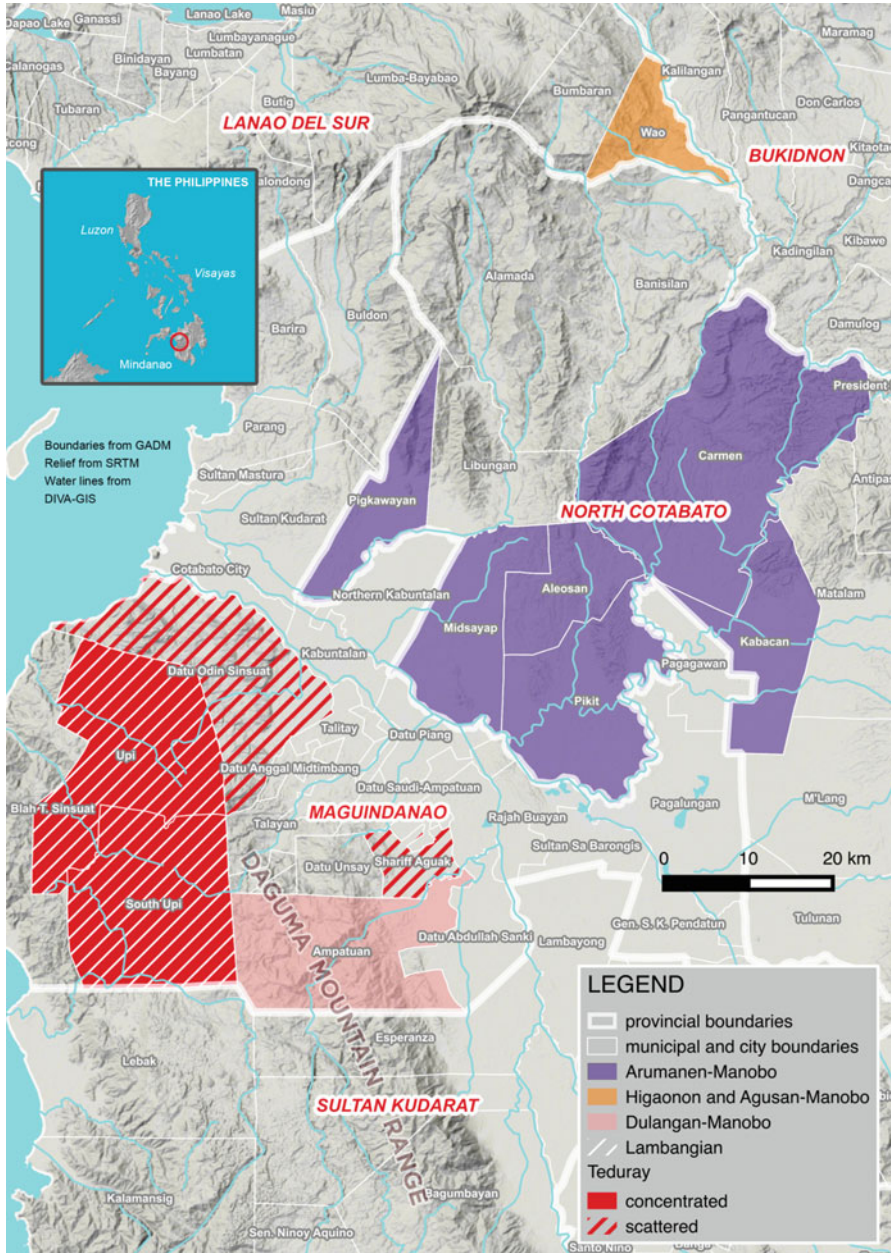 Dapao Lake
Ganassi
Lanao Lake
Masiu
Lumbayanague
Binidayan
Lumbatan
Calanogas
Bayang
Lumba-Bayabao
Tubaran
Butig
Maramag
Kalilangan
Bumbaran
Pangantucan
Don Carlos
LANAO DEL SUR
Wao
BUKIDNON
Kitaotao
Dangca
THE PHILIPPINES
Luzon
Visayas
Mindanao
Kadingilan
Kibawe
Alamada
Banisilan
Buldon
Barira
Damulog
President
Boundaries from GADM
Relief from SRTM
Water lines from
DIVA-GIS
Parang
Carmen
Sultan Mastura
Libungan
Antipas
Pigkawayan
NORTH COTABATO
Sultan Kudarat
Cotabato City
Northern Kabuntalan
Aleosan
Matalam
Midsayap
Kabacan
Kabuntalan
Datu Odin Sinsuat
Pagagawan
Pikit
Talitay
Datu Piang
Upi
Datu Anggal Midtimbang
Datu Saudi-Ampatuan
Blah T. Sinsuat
MAGUINDANAO
Pagalungan
M'Lang
Talayan
Rajah Buayan
Datu Unsay
Shariff Aguak
Sultan Sa Barongis
0 10 20 km
South Upi
Gen. S. K. Pendatun
Tulunan
Ampatuan
Datu Abdullah Sanki
Lambayong
DAGUMA MOUNTAIN RANGE
Esperanza
Lebak
SULTAN KUDARAT
Kalamansig
Bagumbayan
Sen. Ninoy Aquino
Santo Nino
LEGEND
provincial boundaries
municipal and city boundaries
Arumanen-Manobo
Higaonon and Agusan-Manobo
Dulangan-Manobo
Lambangian
Teduray
concentrated
scattered